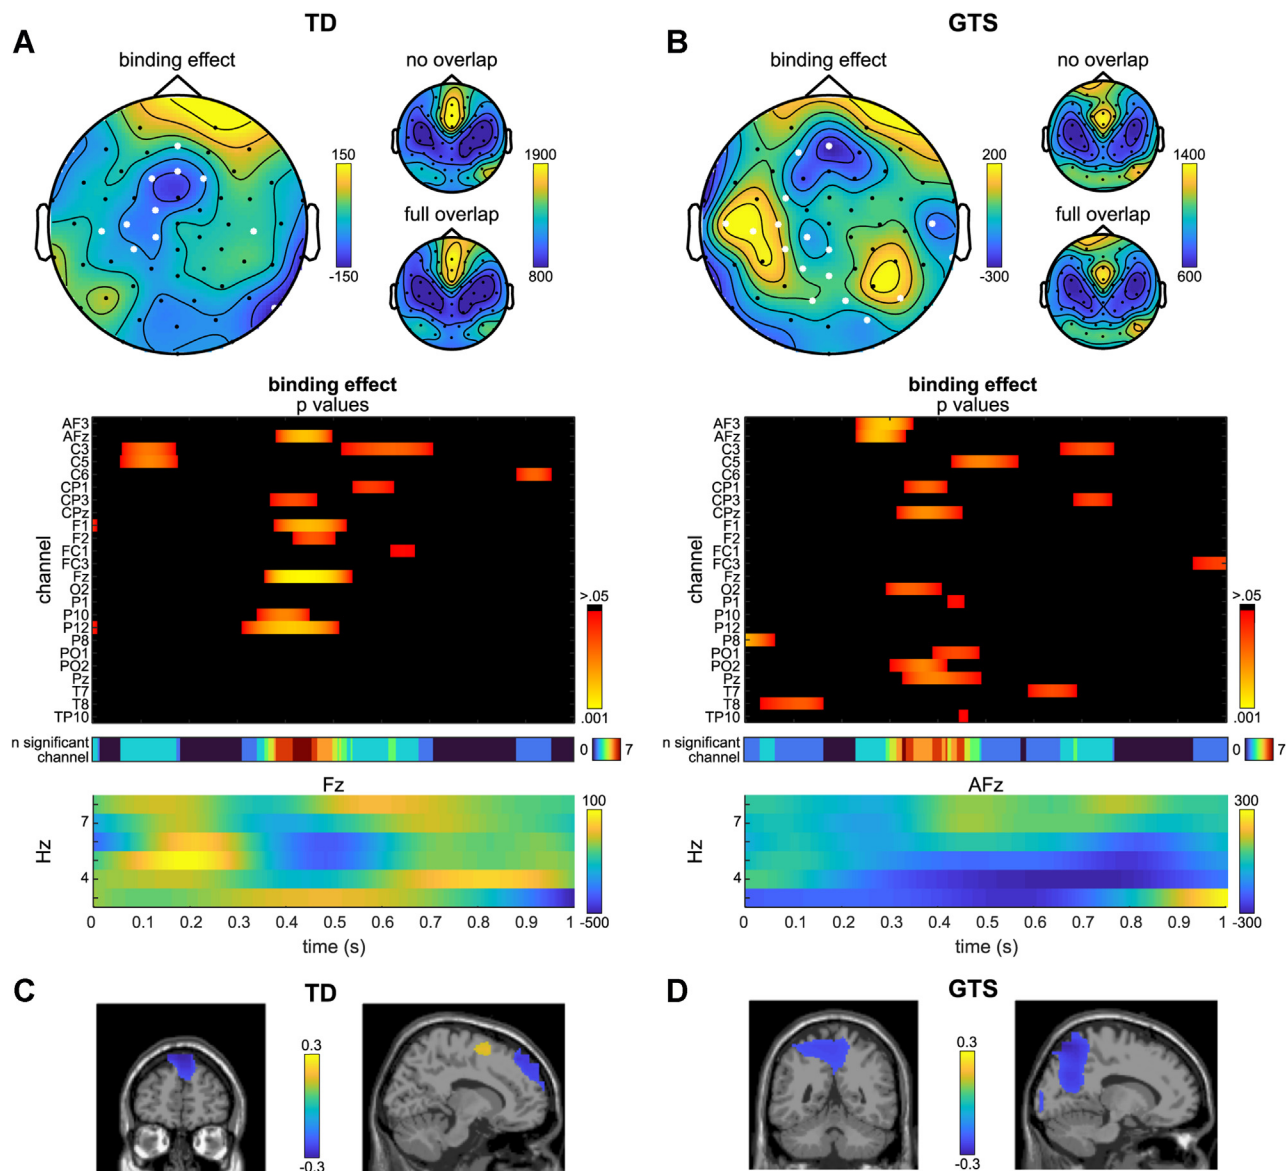 A
TD
binding effect
no overlap
150
-150
1900
800
full overlap
binding effect
p values
channel
AF3
AFz
C3
C5
C6
CP1
CP3
CPz
F1
F2
FC1
FC3
Fz
O2
P1
P10
P12
P8
PO1
PO2
Pz
T7
T8
TP10
>.05
.001
n significant
channel
0
7
Fz
Hz
7
4
100
-500
0 0.1 0.2 0.3 0.4 0.5 0.6 0.7 0.8 0.9 1
time (s)
B
GTS
binding effect
no overlap
200
-300
1400
600
full overlap
binding effect
p values
channel
AF3
AFz
C3
C5
C6
CP1
CP3
CPz
F1
F2
FC1
FC3
Fz
O2
P1
P10
P12
P8
PO1
PO2
Pz
T7
T8
TP10
>.05
.001
n significant
channel
0
7
AFz
Hz
7
4
300
-300
0 0.1 0.2 0.3 0.4 0.5 0.6 0.7 0.8 0.9 1
time (s)
C
TD
0.3
-0.3
D
GTS
0.3
-0.3